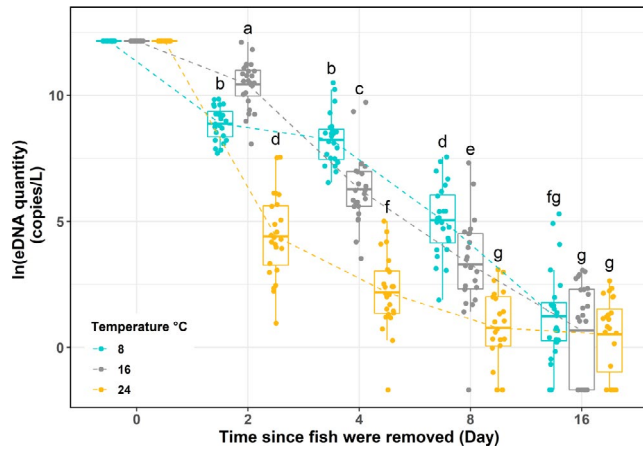 a
b
b
c
d
d
e
f
fg
g
g
g
10
5
0
ln(eDNA quantity)
(copies/L)
Temperature °C
8
16
24
0 2 4 8 16
Time since fish were removed (Day)